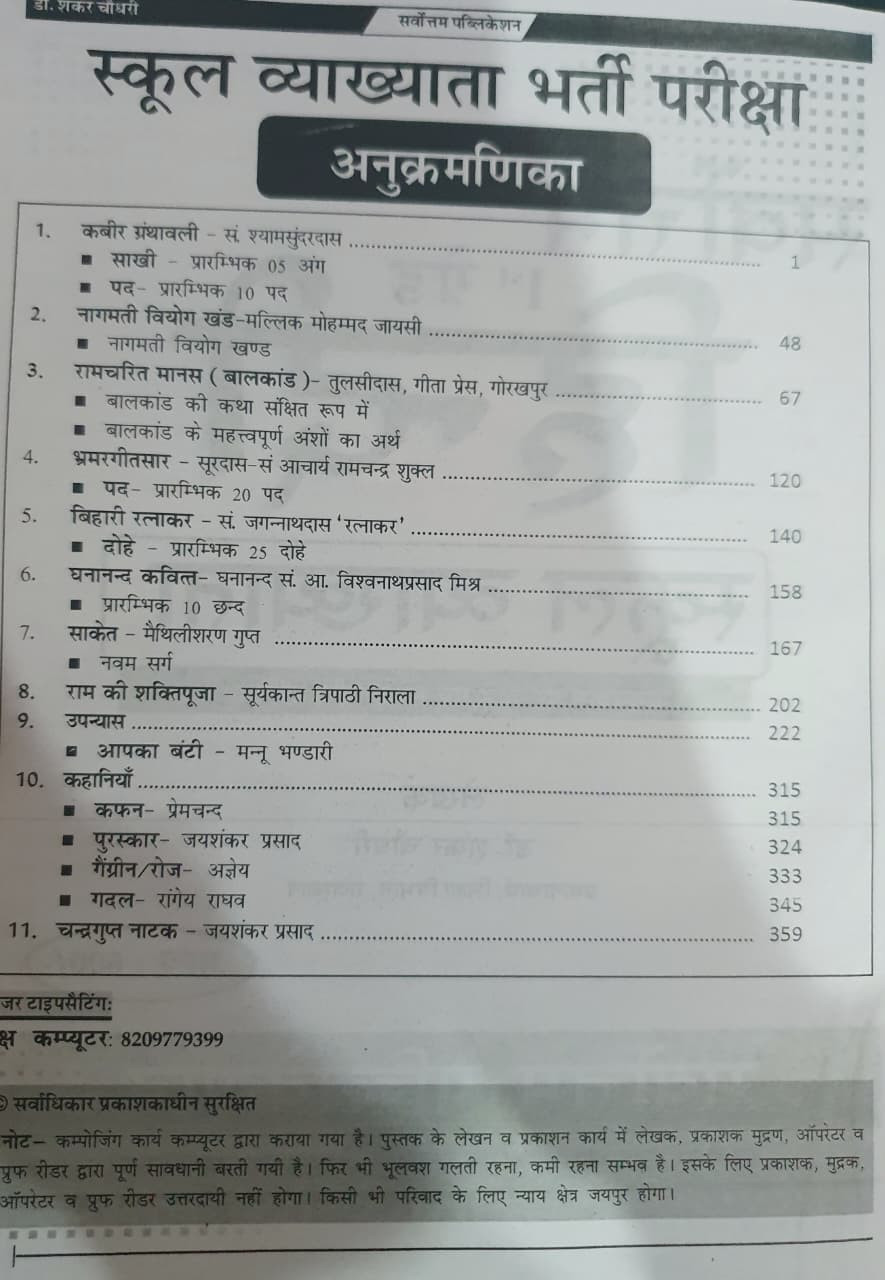 डॉ. शंकर चौधरी
सर्वोत्तम पब्लिकेशन
स्कूल व्याख्याता भर्ती परीक्षा
अनुक्रमणिका
1. कबीर ग्रंथावली - सं. श्यामसुंदरदास ........ 1
■ साखी - प्रारम्भिक 05 अंग
■ पद- प्रारम्भिक 10 पद
2. नागमती वियोग खंड-मल्लिक मोहम्मद जायसी ........ 48
■ नागमती वियोग खण्ड
3. रामचरित मानस ( बालकांड )- तुलसीदास, गीता प्रेस, गोरखपुर ........ 67
■ बालकांड की कथा संक्षित रूप में
■ बालकांड के महत्त्वपूर्ण अंशों का अर्थ
4. भ्रमरगीतसार - सूरदास-सं आचार्य रामचन्द्र शुक्ल ........ 120
■ पद- प्रारम्भिक 20 पद
5. बिहारी रत्नाकर - सं. जगन्नाथदास 'रत्नाकर' ........ 140
■ दोहे - प्रारम्भिक 25 दोहे
6. घनानन्द कवित्त- घनानन्द सं. आ. विश्वनाथप्रसाद मिश्र ........ 158
■ प्रारम्भिक 10 छन्द
7. साकेत - मैथिलीशरण गुप्त ........ 167
■ नवम सर्ग
8. राम की शक्तिपूजा - सूर्यकान्त त्रिपाठी निराला ........ 202
9. उपन्यास ........ 222
■ आपका बंटी - मन्नू भण्डारी
10. कहानियाँ ........ 315
■ कफन- प्रेमचन्द 315
■ पुरस्कार- जयशंकर प्रसाद 324
■ गैंग्रीन/रोज- अज्ञेय 333
■ गदल- रांगेय राघव 345
11. चन्द्रगुप्त नाटक - जयशंकर प्रसाद ........ 359
जर टाइपसैटिंग:
क्ष कम्प्यूटर: 8209779399
© सर्वाधिकार प्रकाशकाधीन सुरक्षित
नोट- कम्पोजिंग कार्य कम्प्यूटर द्वारा कराया गया है। पुस्तक के लेखन व प्रकाशन कार्य में लेखक, प्रकाशक मुद्रण, ऑपरेटर व
प्रुफ रीडर द्वारा पूर्ण सावधानी बरती गयी है। फिर भी भूलवश गलती रहना, कमी रहना सम्भव है। इसके लिए प्रकाशक, मुद्रक,
ऑपरेटर व प्रुफ रीडर उत्तरदायी नहीं होगा। किसी भी परिवाद के लिए न्याय क्षेत्र जयपुर होगा।